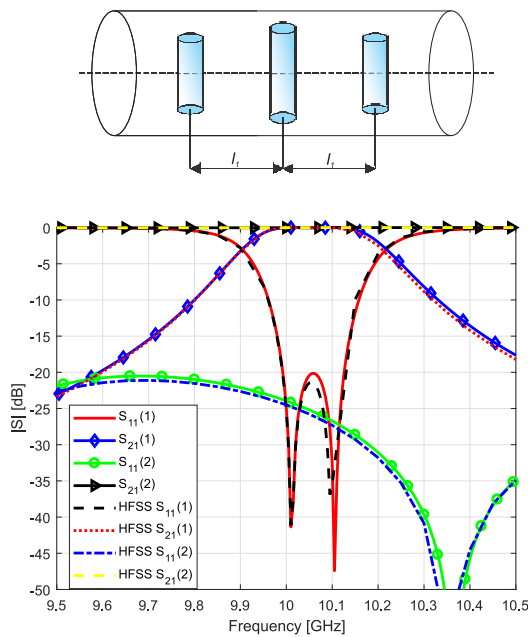 l₁ l₁
0
-5
-10
-15
-20
-25
-30
-35
-40
-45
-50
|S| [dB]
S₁₁(1)
S₂₁(1)
S₁₁(2)
S₂₁(2)
HFSS S₁₁(1)
HFSS S₂₁(1)
HFSS S₁₁(2)
HFSS S₂₁(2)
9.5 9.6 9.7 9.8 9.9 10 10.1 10.2 10.3 10.4 10.5
Frequency [GHz]